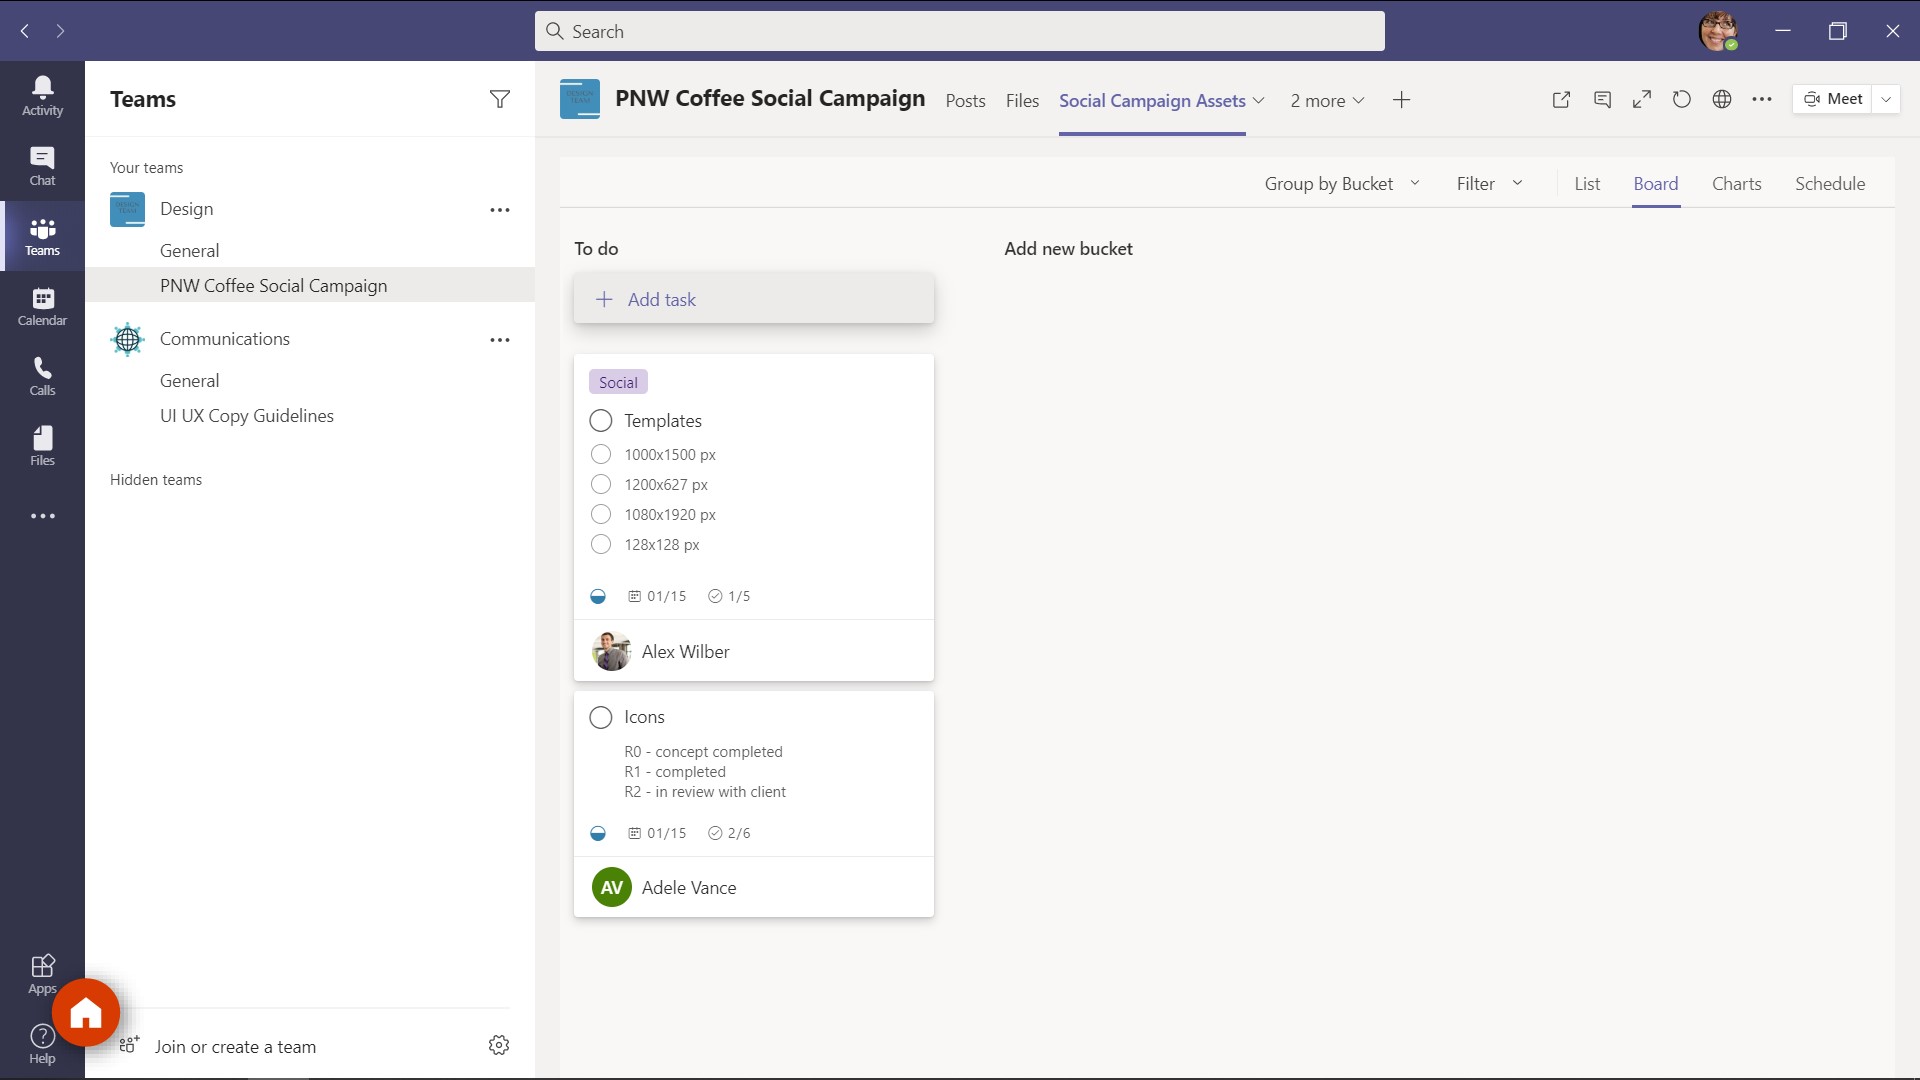 Search
Activity
Chat
Teams
Calendar
Calls
Files
Apps
Help
Teams
Your teams
Design
General
PNW Coffee Social Campaign
Communications
General
UI UX Copy Guidelines
Hidden teams
Join or create a team
PNW Coffee Social Campaign
Posts
Files
Social Campaign Assets
2 more
Meet
Group by Bucket
Filter
List
Board
Charts
Schedule
To do
Add new bucket
Add task
Social
Templates
1000x1500 px
1200x627 px
1080x1920 px
128x128 px
01/15
1/5
Alex Wilber
Icons
R0 - concept completed
R1 - completed
R2 - in review with client
01/15
2/6
AV
Adele Vance